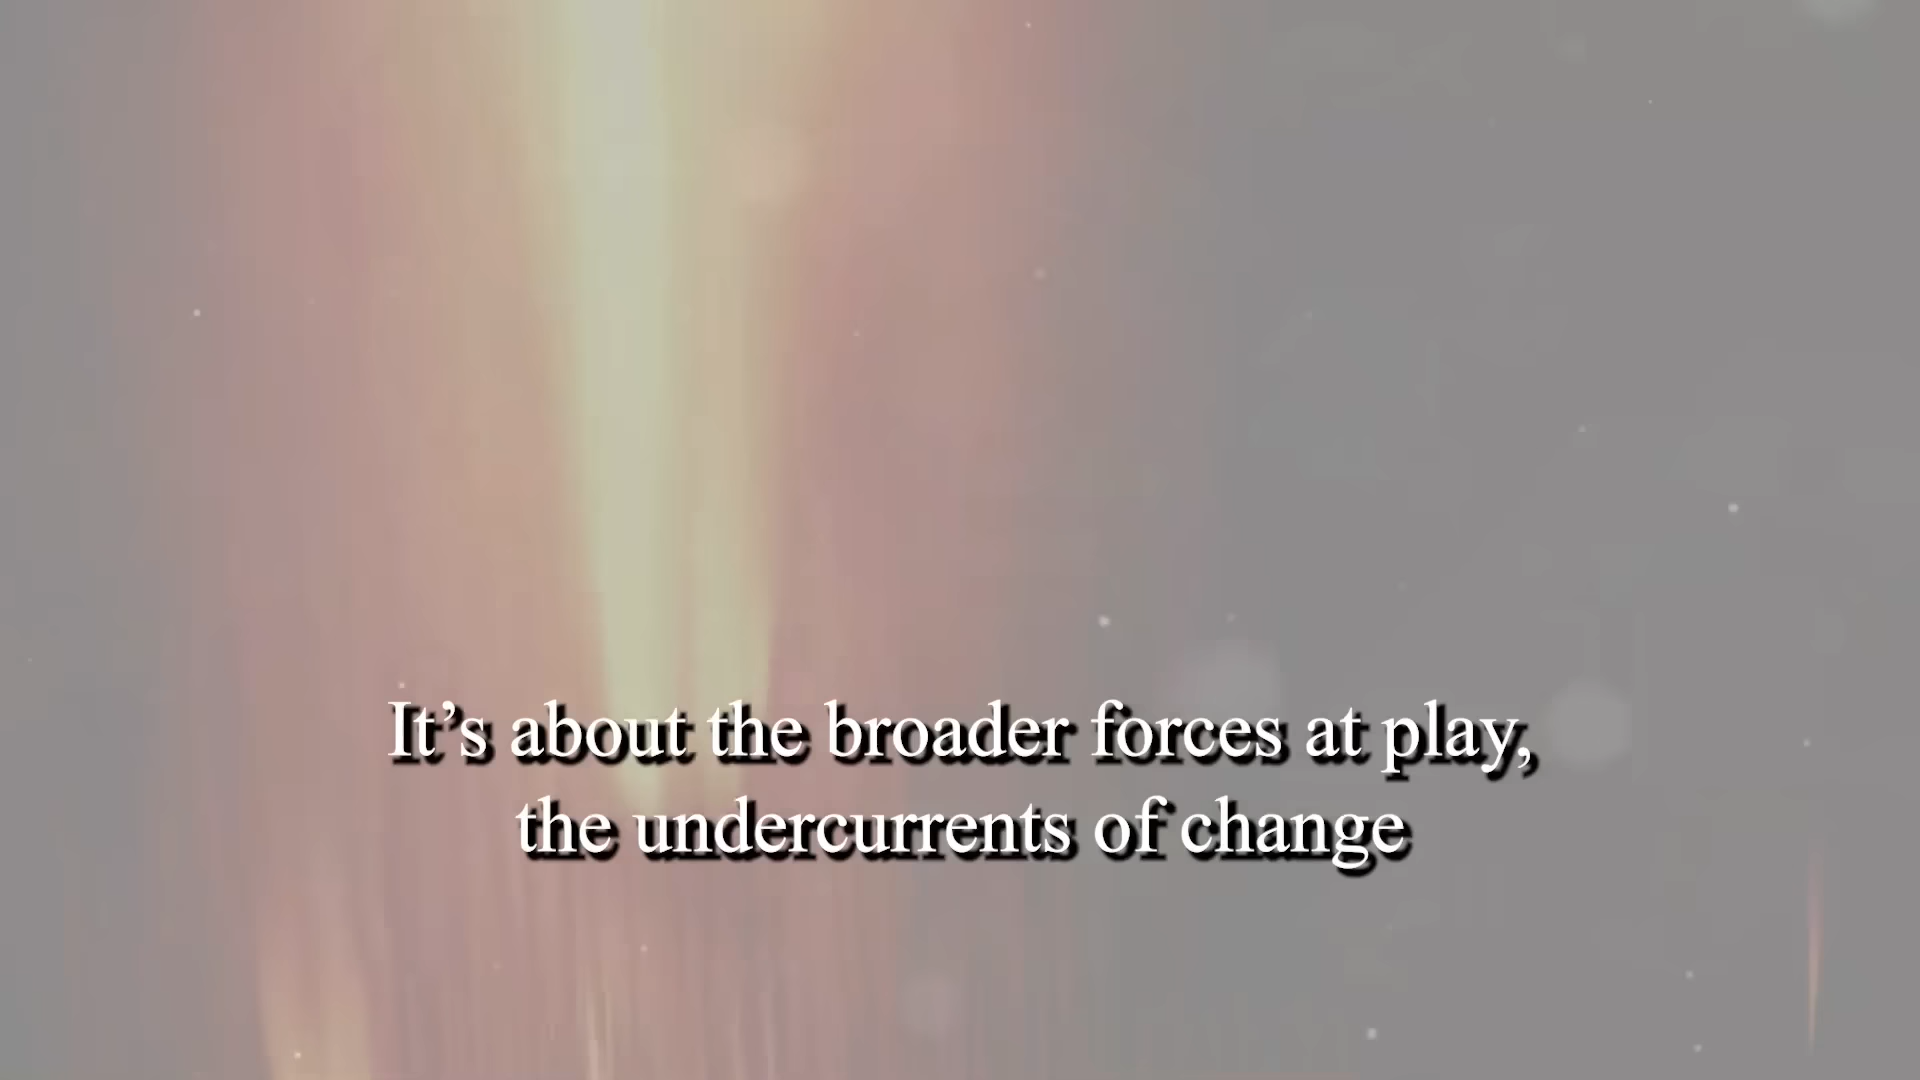 It’s about the broader forces at play,
the undercurrents of change